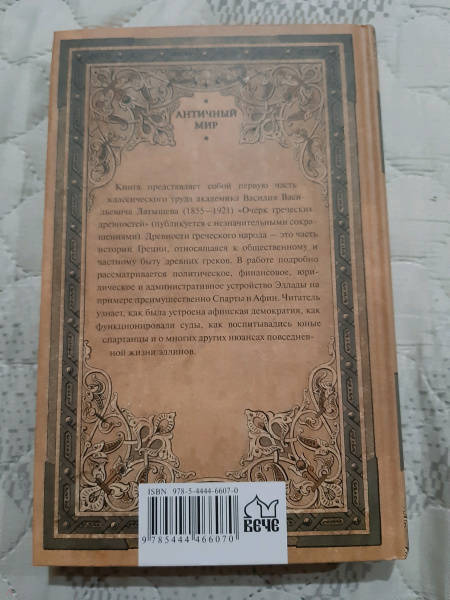 АНТИЧНЫЙ
МИР
Книга представляет собой первую часть
классического труда академика Василия Васи-
льевича Латышева (1855—1921) «Очерк греческих
древностей» (публикуется с незначительными сокра-
щениями). Древности греческого народа — это часть
истории Греции, относящаяся к общественному и
частному быту древних греков. В работе подробно
рассматривается политическое, финансовое, юри-
дическое и административное устройство Эллады на
примере преимущественно Спарты и Афин. Читатель
узнает, как была устроена афинская демократия, как
функционировали суды, как воспитывались юные
спартанцы и о многих других нюансах повседнев-
ной жизни эллинов.
ISBN 978-5-4444-6607-0
9 785444 466070
ВЕЧЕ